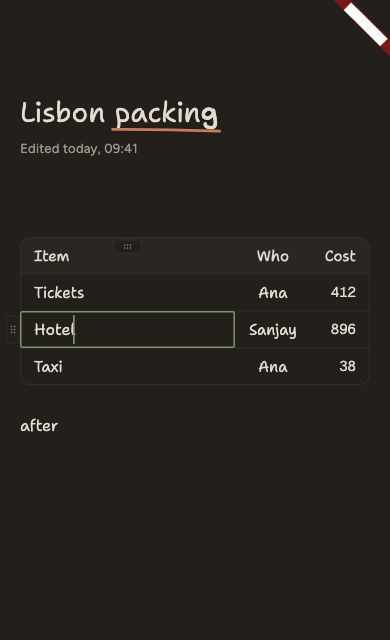 Lisbon packing
Edited today, 09:41
Item Who Cost
Tickets Ana 412
Hotel Sanjay 896
Taxi Ana 38
after